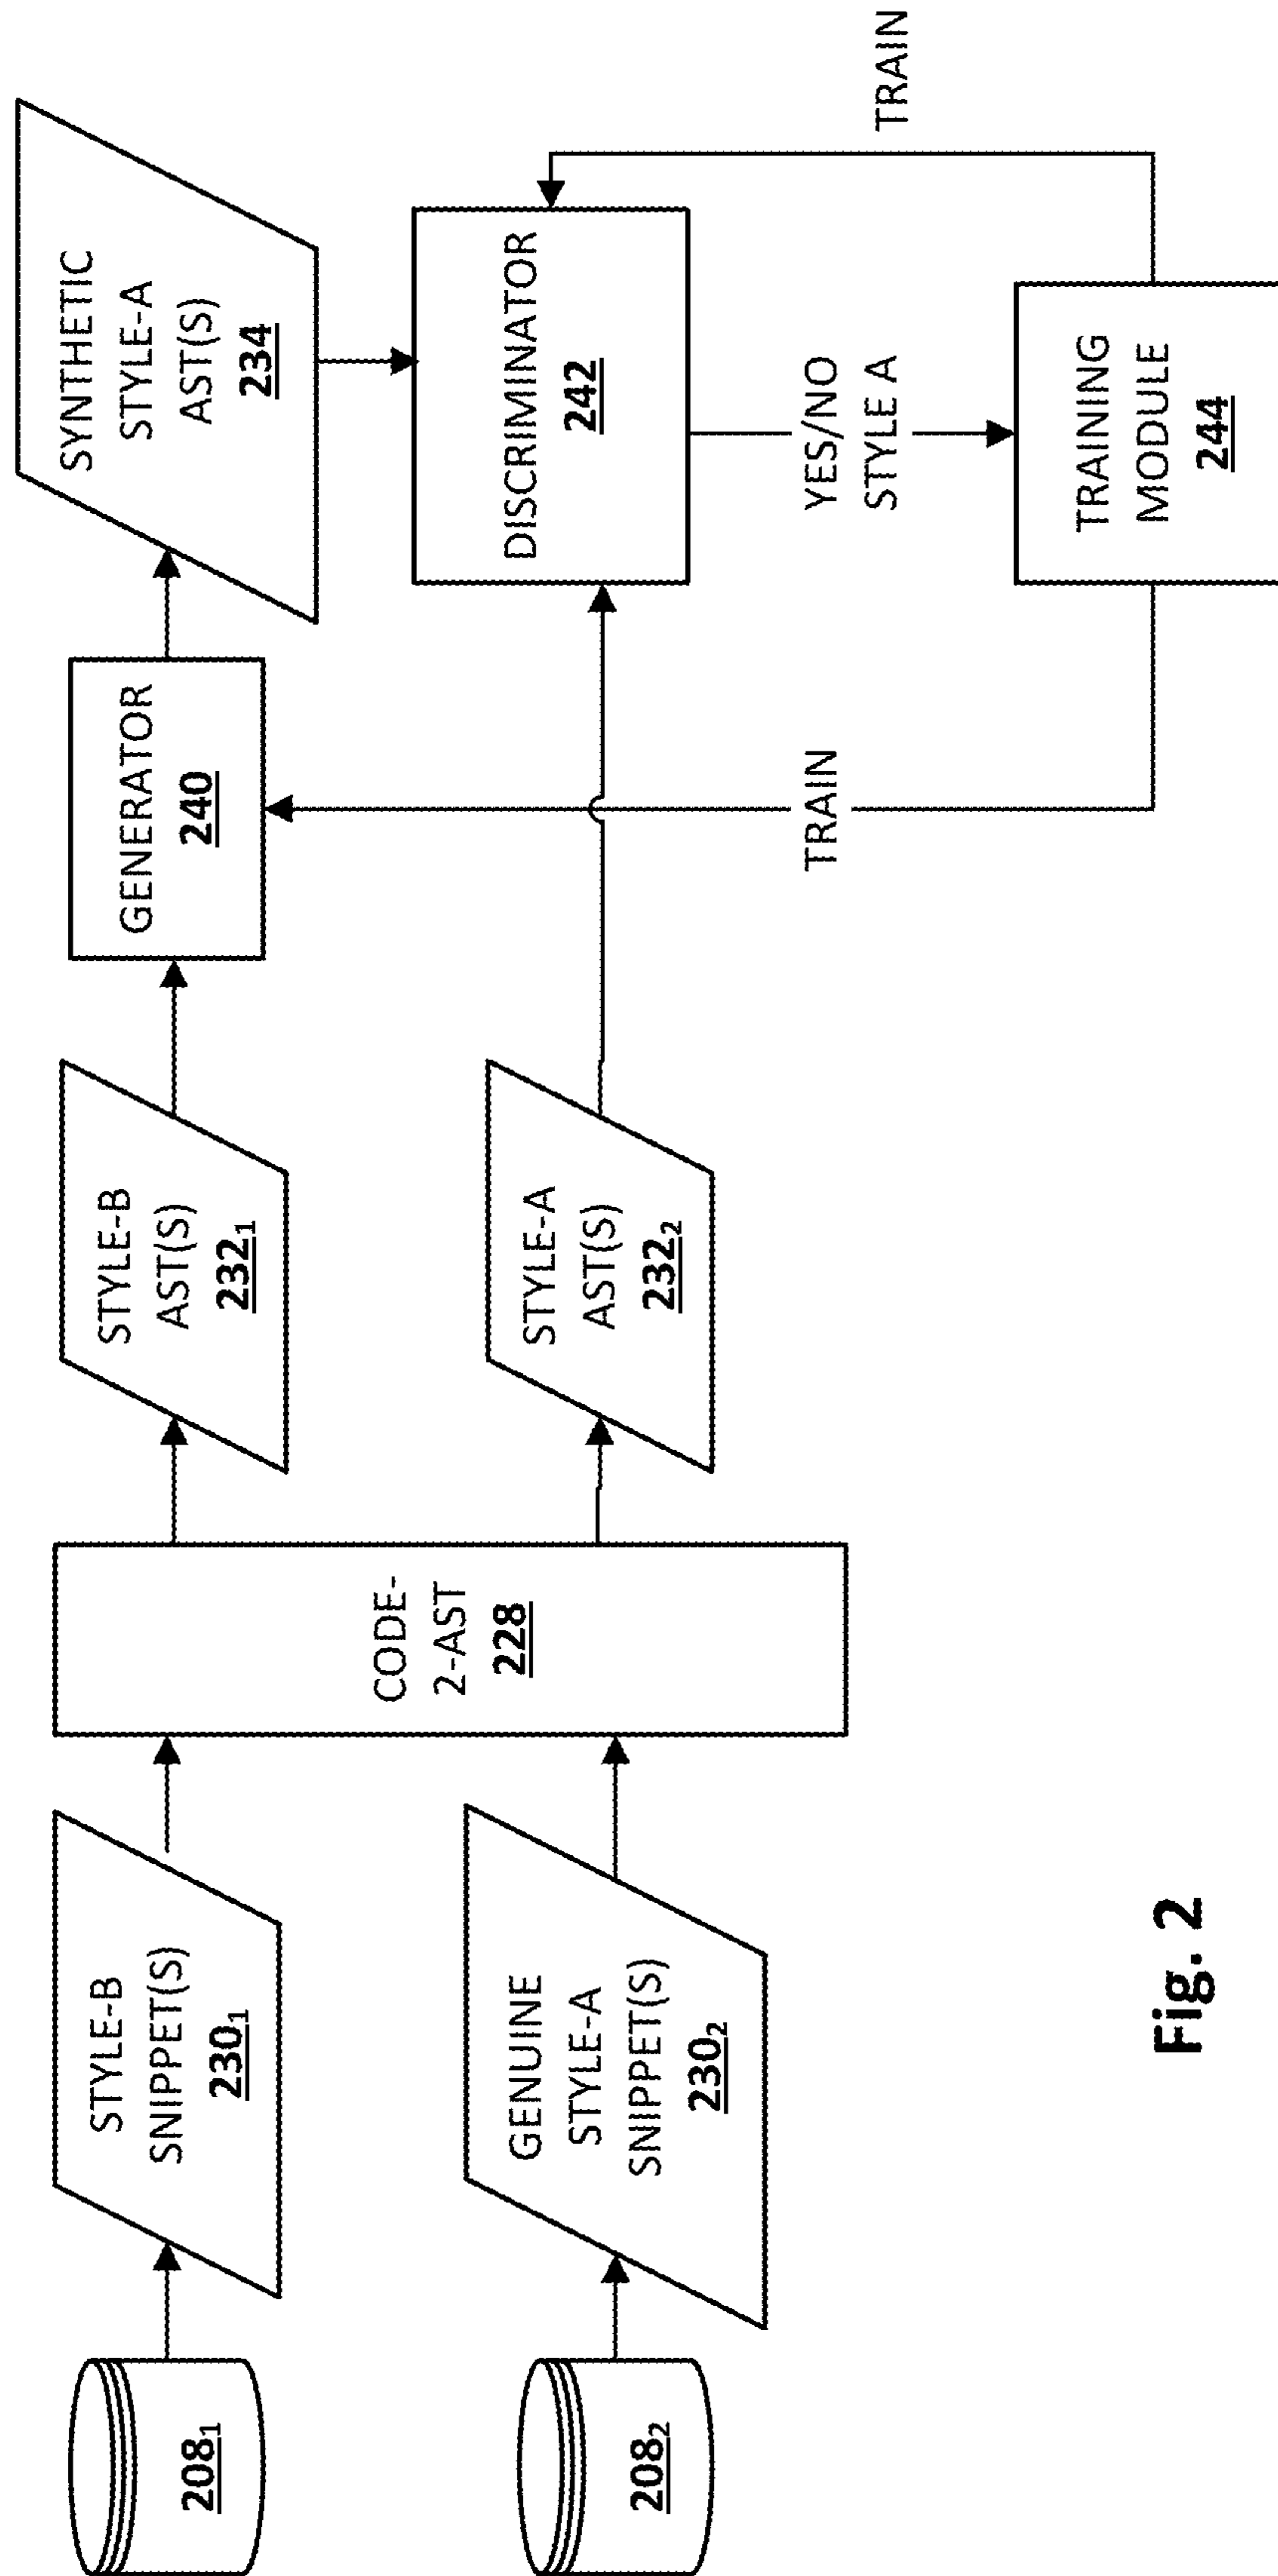 208₁
STYLE-B
SNIPPET(S)
230₁
CODE-
2-AST
228
STYLE-B
AST(S)
232₁
GENERATOR
240
SYNTHETIC
STYLE-A
AST(S)
234
208₂
GENUINE
STYLE-A
SNIPPET(S)
230₂
STYLE-A
AST(S)
232₂
DISCRIMINATOR
242
TRAIN
YES/NO
STYLE A
TRAIN
TRAINING
MODULE
244
Fig. 2